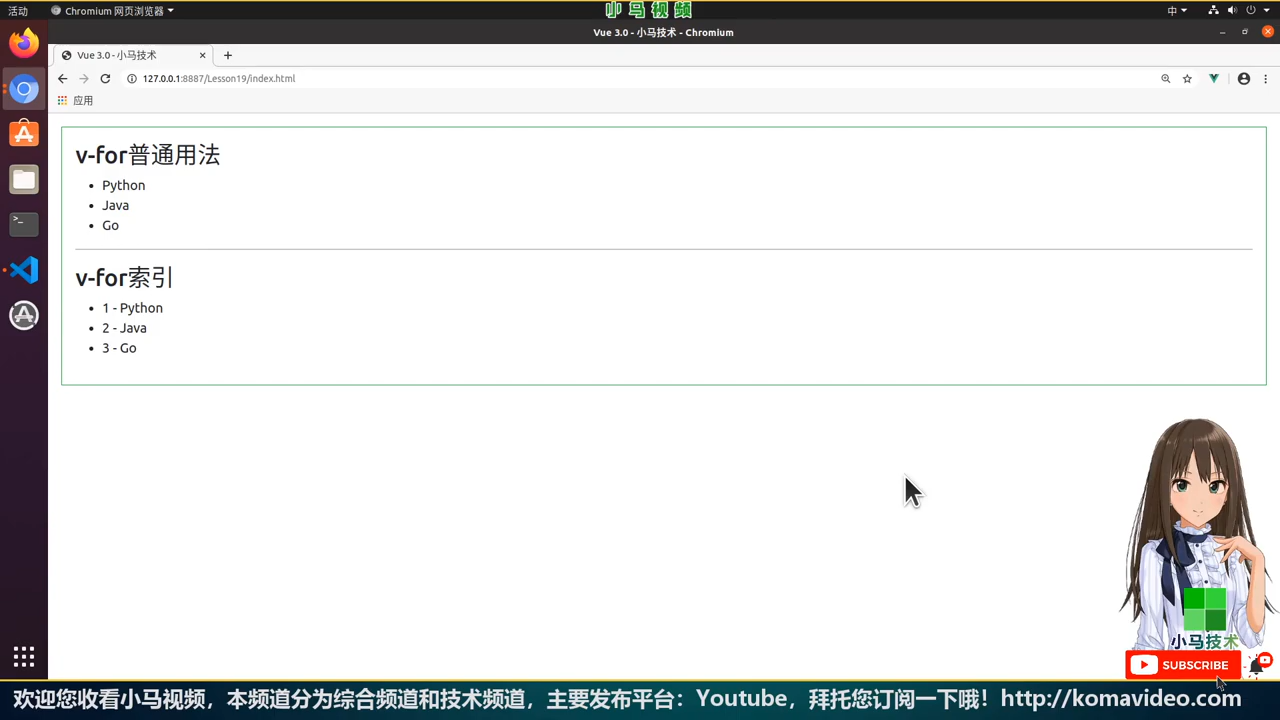 活动
Chromium 网页浏览器
小马视频
中
Vue 3.0 - 小马技术 - Chromium
Vue 3.0 - 小马技术
127.0.0.1:8887/Lesson19/index.html
应用
v-for普通用法
Python
Java
Go
v-for索引
1 - Python
2 - Java
3 - Go
小马技术
SUBSCRIBE
欢迎您收看小马视频，本频道分为综合频道和技术频道，主要发布平台：Youtube，拜托您订阅一下哦！http://komavideo.com